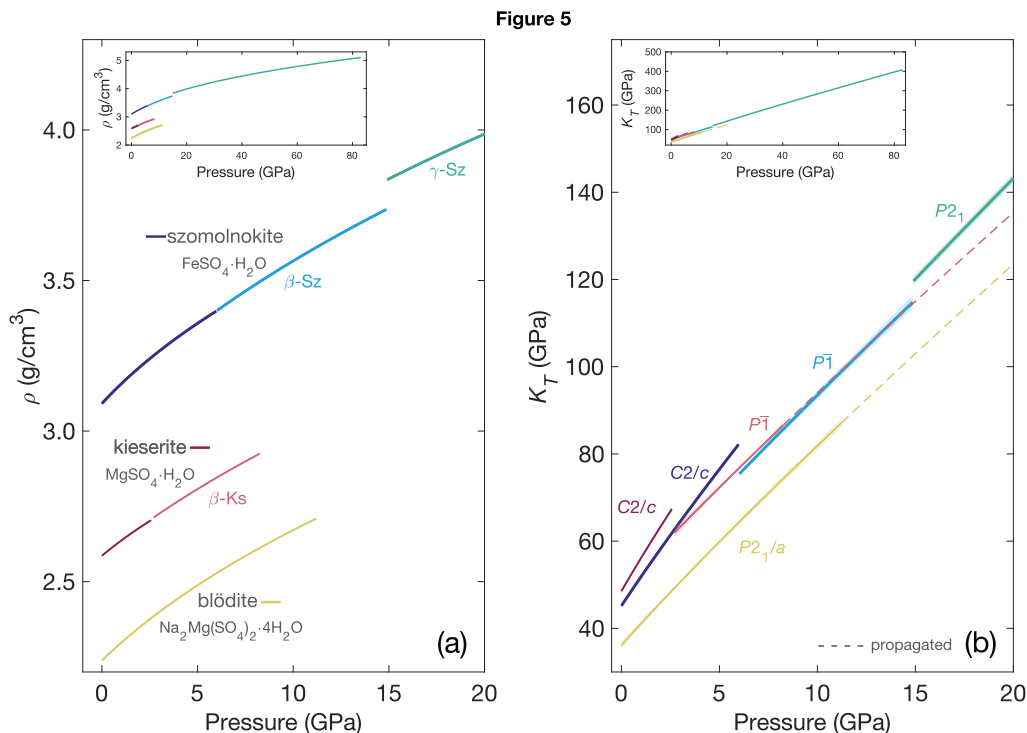 Figure 5
ρ (g/cm³)
4.0
3.5
3.0
2.5
0
5
10
15
20
Pressure (GPa)
ρ (g/cm³)
5
4
3
2
0
20
40
60
80
Pressure (GPa)
γ-Sz
szomolnokite
FeSO₄·H₂O
β-Sz
kieserite
MgSO₄·H₂O
β-Ks
blödite
Na₂Mg(SO₄)₂·4H₂O
(a)
K_T (GPa)
160
140
120
100
80
60
40
0
5
10
15
20
Pressure (GPa)
K_T (GPa)
500
400
300
200
100
0
20
40
60
80
Pressure (GPa)
P2₁
P1̅
P1̅
C2/c
C2/c
P2₁/a
propagated
(b)